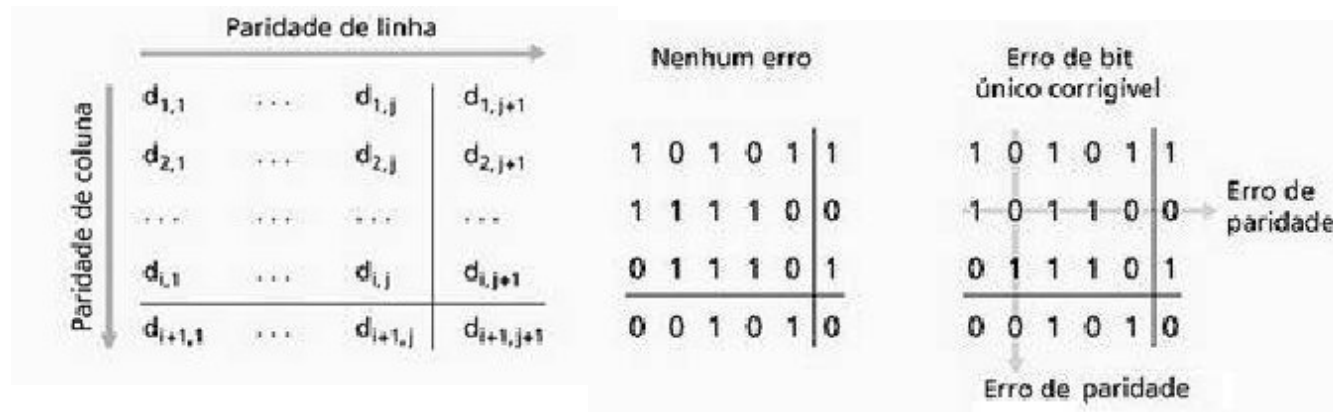 Paridade de linha
Paridade de coluna
d1,1 . . . d1,j d1,j+1
d2,1 . . . d2,j d2,j+1
. . . . . . . . . . . .
di,1 . . . di,j di,j+1
di+1,1 . . . di+1,j di+1,j+1
Nenhum erro
1 0 1 0 1 1
1 1 1 1 0 0
0 1 1 1 0 1
0 0 1 0 1 0
Erro de bit
único corrigível
1 0 1 0 1 1
1 0 1 1 0 0
0 1 1 1 0 1
0 0 1 0 1 0
Erro de
paridade
Erro de paridade